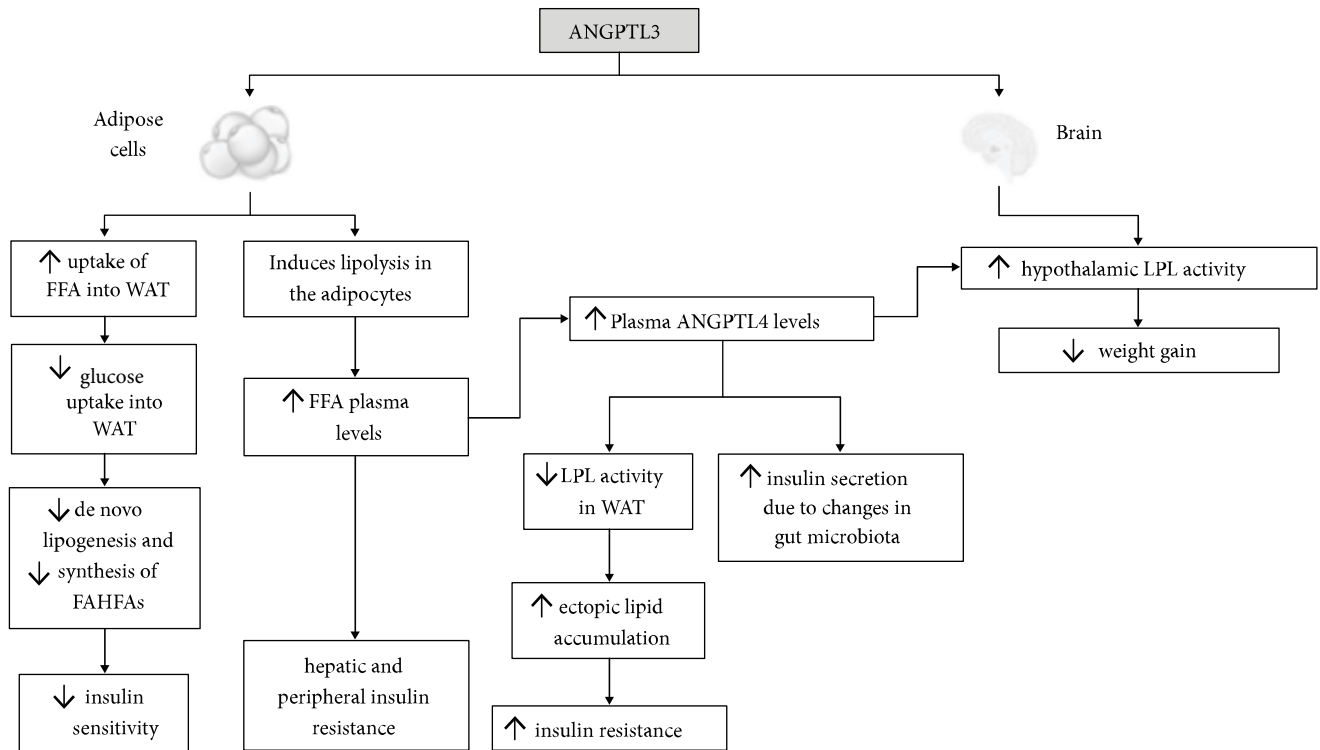 ANGPTL3
Adipose
cells
Brain
↑ uptake of
FFA into WAT
↓ glucose
uptake into
WAT
↓ de novo
lipogenesis and
↓ synthesis of
FAHFAs
↓ insulin
sensitivity
Induces lipolysis in
the adipocytes
↑ FFA plasma
levels
hepatic and
peripheral insulin
resistance
↑ Plasma ANGPTL4 levels
↓ LPL activity
in WAT
↑ ectopic lipid
accumulation
↑ insulin resistance
↑ insulin secretion
due to changes in
gut microbiota
↑ hypothalamic LPL activity
↓ weight gain